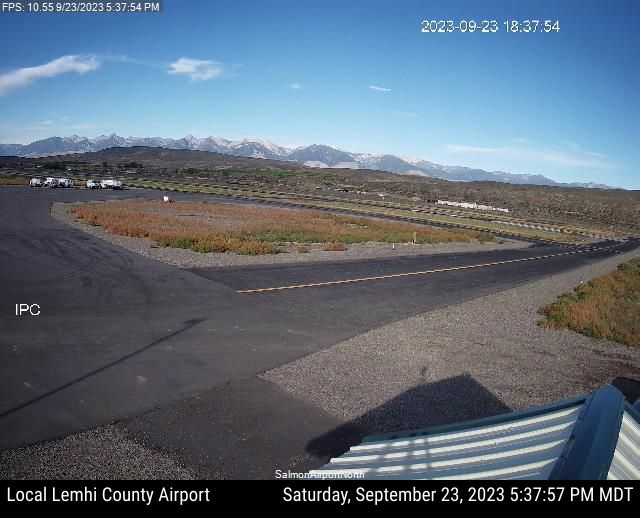 FPS: 10.55 9/23/2023 5:37:54 PM
2023-09-23 18:37:54
IPC
SalmonAirportNorth
Local Lemhi County Airport Saturday, September 23, 2023 5:37:57 PM MDT